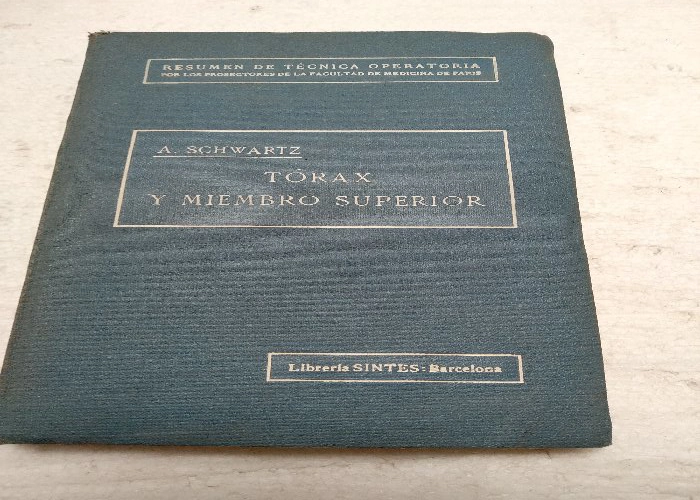 RESUMEN DE TÉCNICA OPERATORIA
POR LOS PROSECTORES DE LA FACULTAD DE MEDICINA DE PARIS
A. SCHWARTZ
TÓRAX
Y MIEMBRO SUPERIOR
Librería SINTES: Barcelona